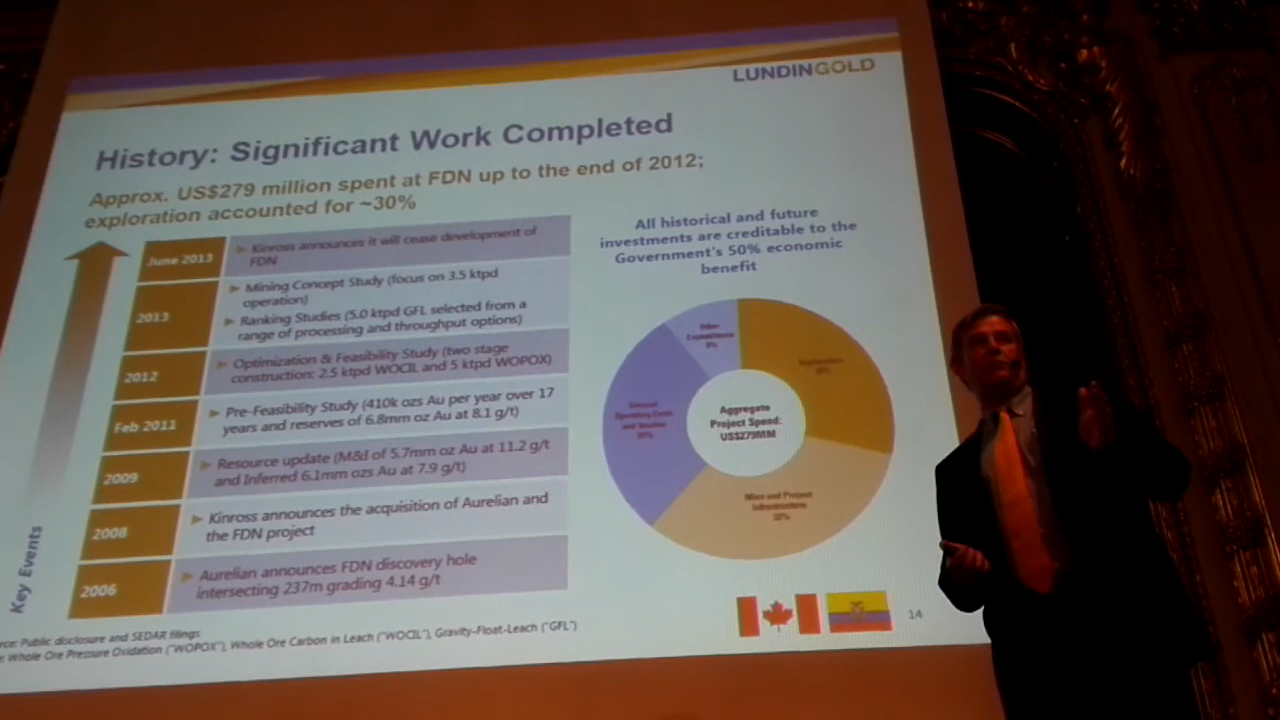 LUNDINGOLD
History: Significant Work Completed
Approx. US$279 million spent at FDN up to the end of 2012;
exploration accounted for ~30%
June 2013
► Kinross announces it will cease development of
FDN
2013
► Mining Concept Study (focus on 3.5 ktpd
operation)
► Ranking Studies (5.0 ktpd GFL selected from a
range of processing and throughput options)
2012
► Optimization & Feasibility Study (two stage
construction: 2.5 ktpd WOCIL and 5 ktpd WOPOX)
Feb 2011
► Pre-Feasibility Study (410k ozs Au per year over 17
years and reserves of 6.8mm oz Au at 8.1 g/t)
2009
► Resource update (M&I of 5.7mm oz Au at 11.2 g/t
and Inferred 6.1mm ozs Au at 7.9 g/t)
2008
► Kinross announces the acquisition of Aurelian and
the FDN project
2006
► Aurelian announces FDN discovery hole
intersecting 237m grading 4.14 g/t
Key Events
All historical and future
investments are creditable to the
Government's 50% economic
benefit
Other
Expenditures
Exploration
General
Operating Costs
and Studies
Aggregate
Project Spend:
US$279MM
Mine and Project
Infrastructure
32%
Public disclosure and SEDAR filings
Whole Ore Pressure Oxidation ("WOPOX"), Whole Ore Carbon in Leach ("WOCIL"), Gravity-Float-Leach ("GFL")
14